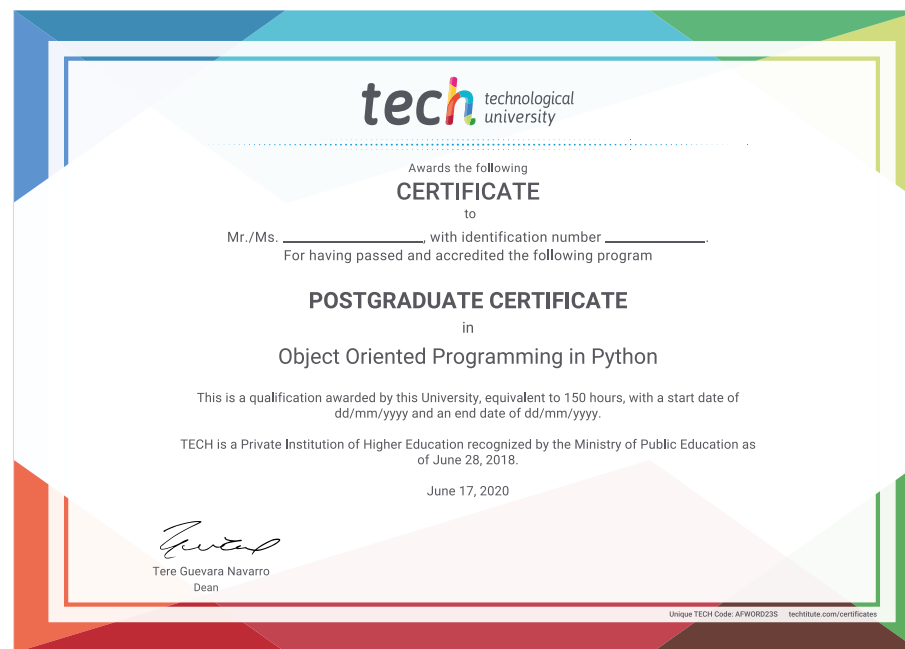 tech technological
university
Awards the following
CERTIFICATE
to
Mr./Ms. ____________, with identification number ____________.
For having passed and accredited the following program
POSTGRADUATE CERTIFICATE
in
Object Oriented Programming in Python
This is a qualification awarded by this University, equivalent to 150 hours, with a start date of
dd/mm/yyyy and an end date of dd/mm/yyyy.
TECH is a Private Institution of Higher Education recognized by the Ministry of Public Education as
of June 28, 2018.
June 17, 2020
Tere Guevara Navarro
Dean
Unique TECH Code: AFWORD23S techtitute.com/certificates